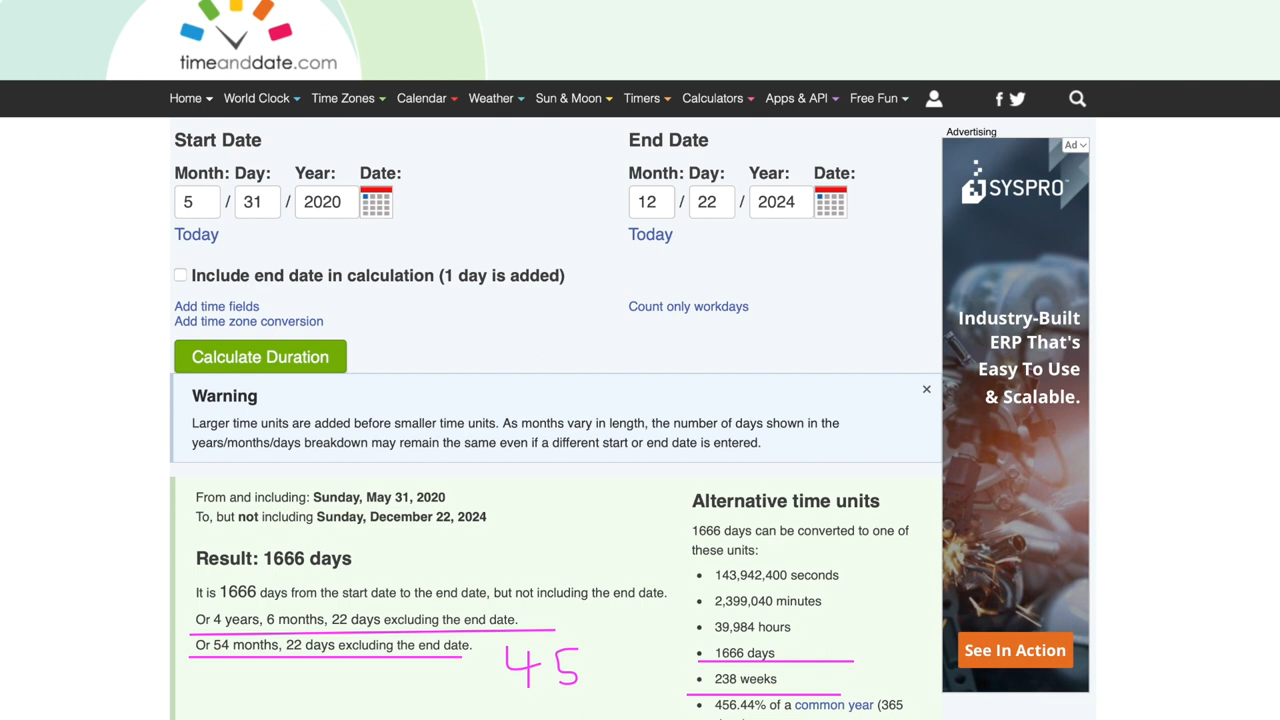 timeanddate.com
Home World Clock Time Zones Calendar Weather Sun & Moon Timers Calculators Apps & API Free Fun
Advertising
Ad
SYSPRO™
Industry-Built
ERP That's
Easy To Use
& Scalable.
See In Action
Start Date
Month: Day: Year: Date:
5 / 31 / 2020
Today
End Date
Month: Day: Year: Date:
12 / 22 / 2024
Today
Include end date in calculation (1 day is added)
Add time fields
Add time zone conversion
Count only workdays
Calculate Duration
Warning
×
Larger time units are added before smaller time units. As months vary in length, the number of days shown in the
years/months/days breakdown may remain the same even if a different start or end date is entered.
From and including: Sunday, May 31, 2020
To, but not including Sunday, December 22, 2024
Result: 1666 days
It is 1666 days from the start date to the end date, but not including the end date.
Or 4 years, 6 months, 22 days excluding the end date.
Or 54 months, 22 days excluding the end date.
45
Alternative time units
1666 days can be converted to one of
these units:
• 143,942,400 seconds
• 2,399,040 minutes
• 39,984 hours
• 1666 days
• 238 weeks
• 456.44% of a common year (365